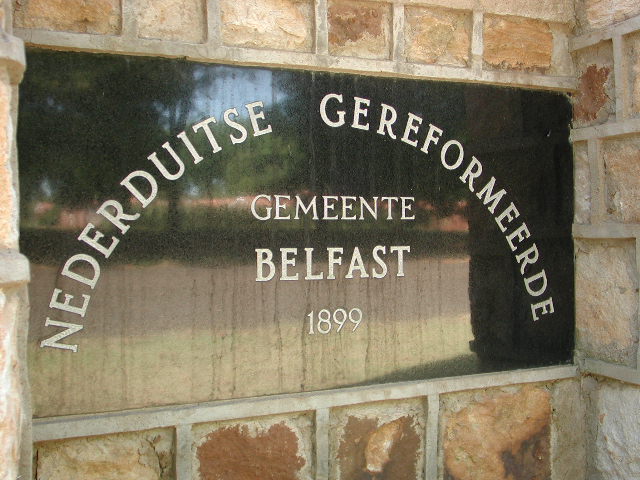 NEDERDUITSE GEREFORMEERDE
GEMEENTE
BELFAST
1899